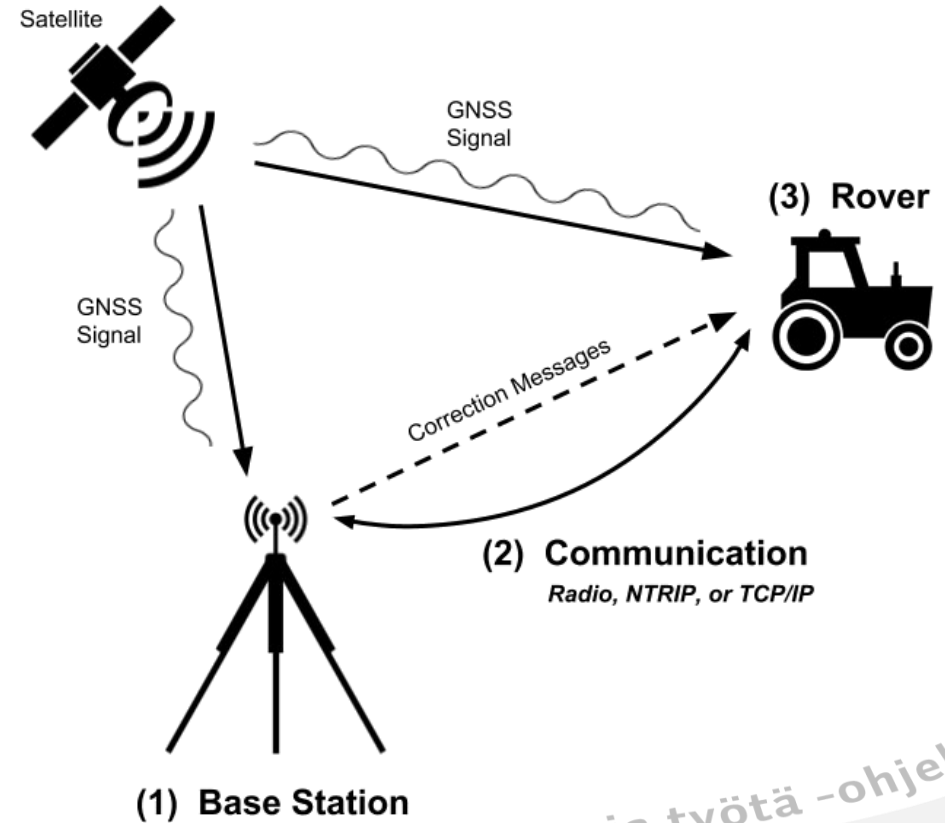 Satellite
GNSS
Signal
(3) Rover
GNSS
Signal
Correction Messages
(2) Communication
Radio, NTRIP, or TCP/IP
(1) Base Station
työtä